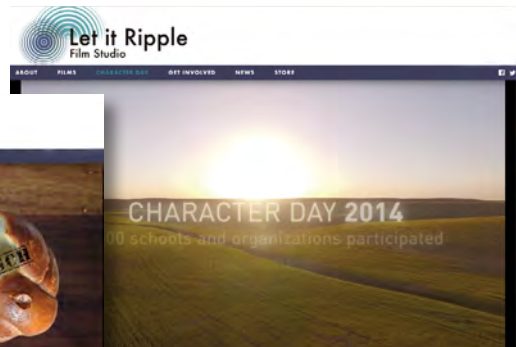 Let it Ripple
Film Studio
ABOUT FILMS CHARACTER DAY GET INVOLVED NEWS STORE
CHARACTER DAY 2014
00 schools and organizations participated